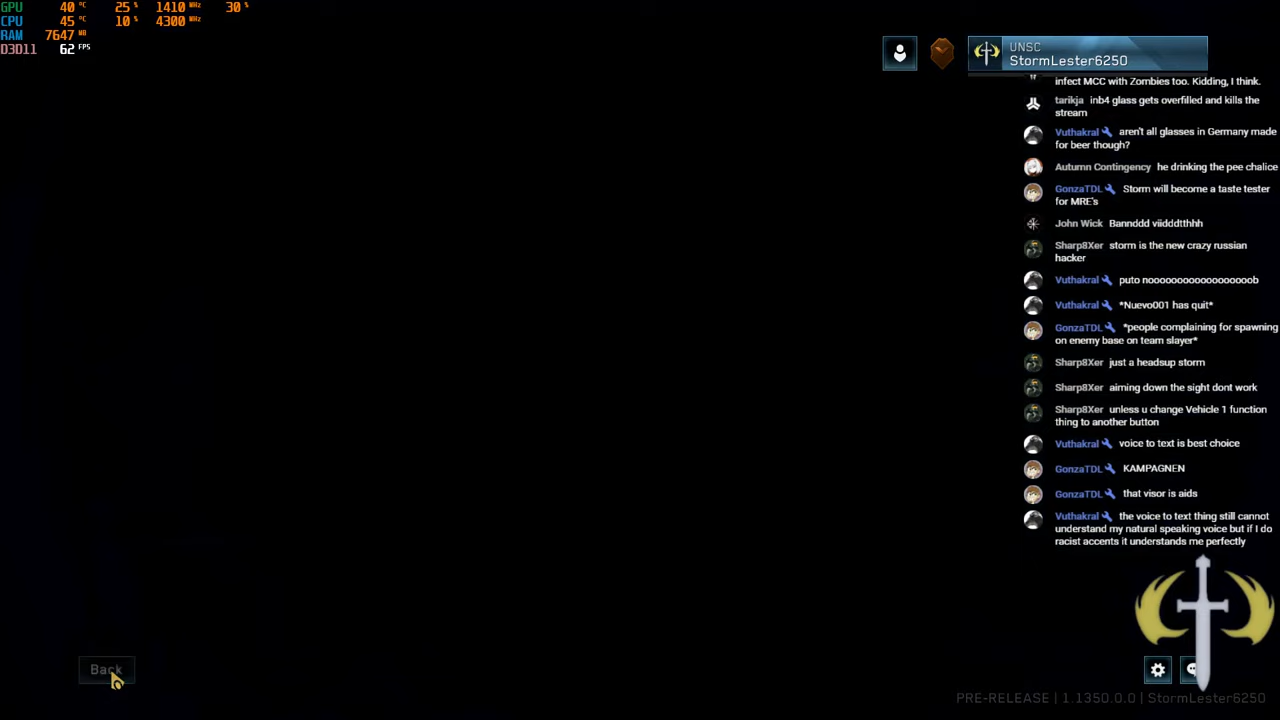 GPU 40 °C 25 % 1410 MHz 30 %
CPU 45 °C 10 % 4300 MHz
RAM 7647 MB
D3D11 62 FPS
UNSC
StormLester6250
infect MCC with Zombies too. Kidding, I think.
tarikja inb4 glass gets overfilled and kills the
stream
Vuthakral aren't all glasses in Germany made
for beer though?
Autumn Contingency he drinking the pee chalice
GonzaTDL Storm will become a taste tester
for MRE's
John Wick Bannddd viidddtthhh
Sharp8Xer storm is the new crazy russian
hacker
Vuthakral puto nooooooooooooooooooob
Vuthakral *Nuevo001 has quit*
GonzaTDL *people complaining for spawning
on enemy base on team slayer*
Sharp8Xer just a headsup storm
Sharp8Xer aiming down the sight dont work
Sharp8Xer unless u change Vehicle 1 function
thing to another button
Vuthakral voice to text is best choice
GonzaTDL KAMPAGNEN
GonzaTDL that visor is aids
Vuthakral the voice to text thing still cannot
understand my natural speaking voice but if I do
racist accents it understands me perfectly
Back
PRE-RELEASE | 1.1350.0.0 | StormLester6250